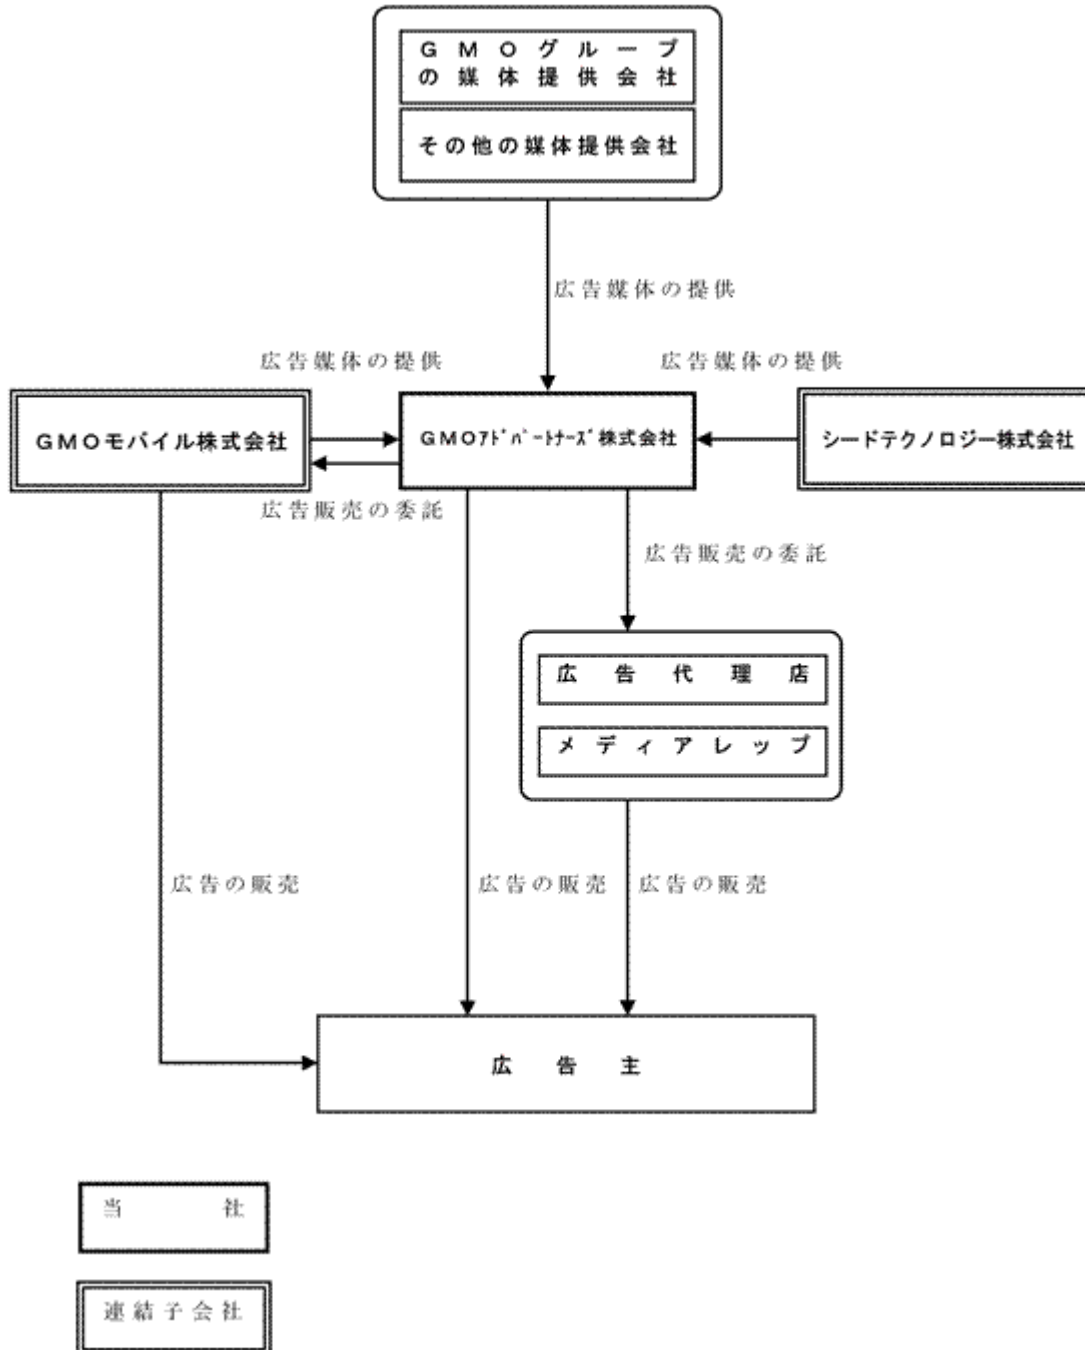 GMOグループ
の媒体提供会社
その他の媒体提供会社
広告媒体の提供
広告媒体の提供
広告媒体の提供
GMOモバイル株式会社
GMOｱﾄﾞﾊﾟｰﾄﾅｰｽﾞ株式会社
シードテクノロジー株式会社
広告販売の委託
広告販売の委託
広告代理店
メディアレップ
広告の販売
広告の販売
広告の販売
広告主
当社
連結子会社